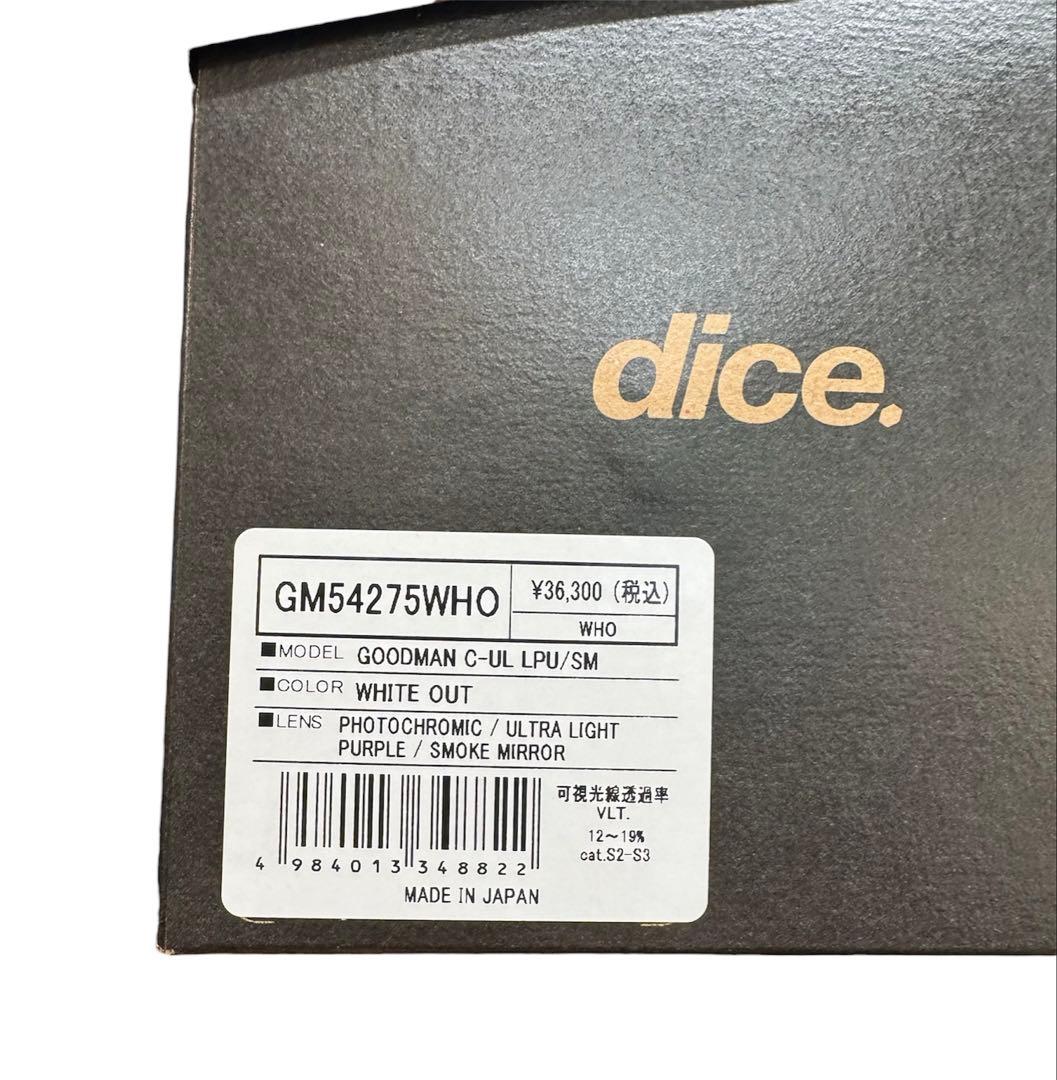 dice.
GM54275WHO
¥36,300 (税込)
WHO
■MODEL GOODMAN C-UL LPU/SM
■COLOR WHITE OUT
■LENS PHOTOCHROMIC / ULTRA LIGHT
PURPLE / SMOKE MIRROR
可視光線透過率
VLT.
12～19%
cat.S2-S3
4 984013 348822
MADE IN JAPAN